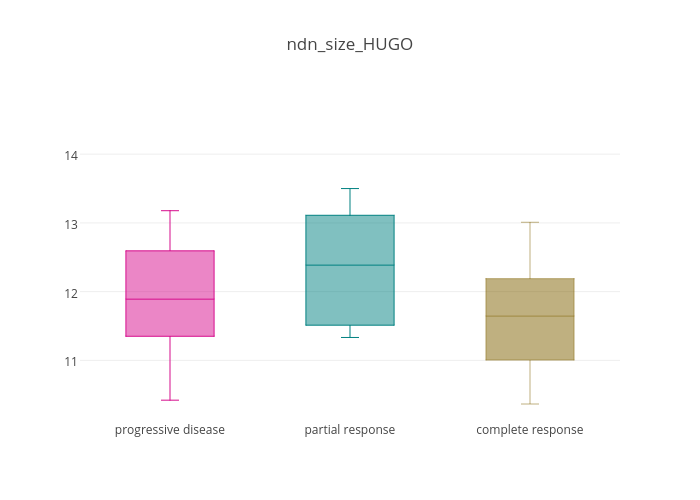 ndn_size_HUGO
14
13
12
11
progressive disease
partial response
complete response